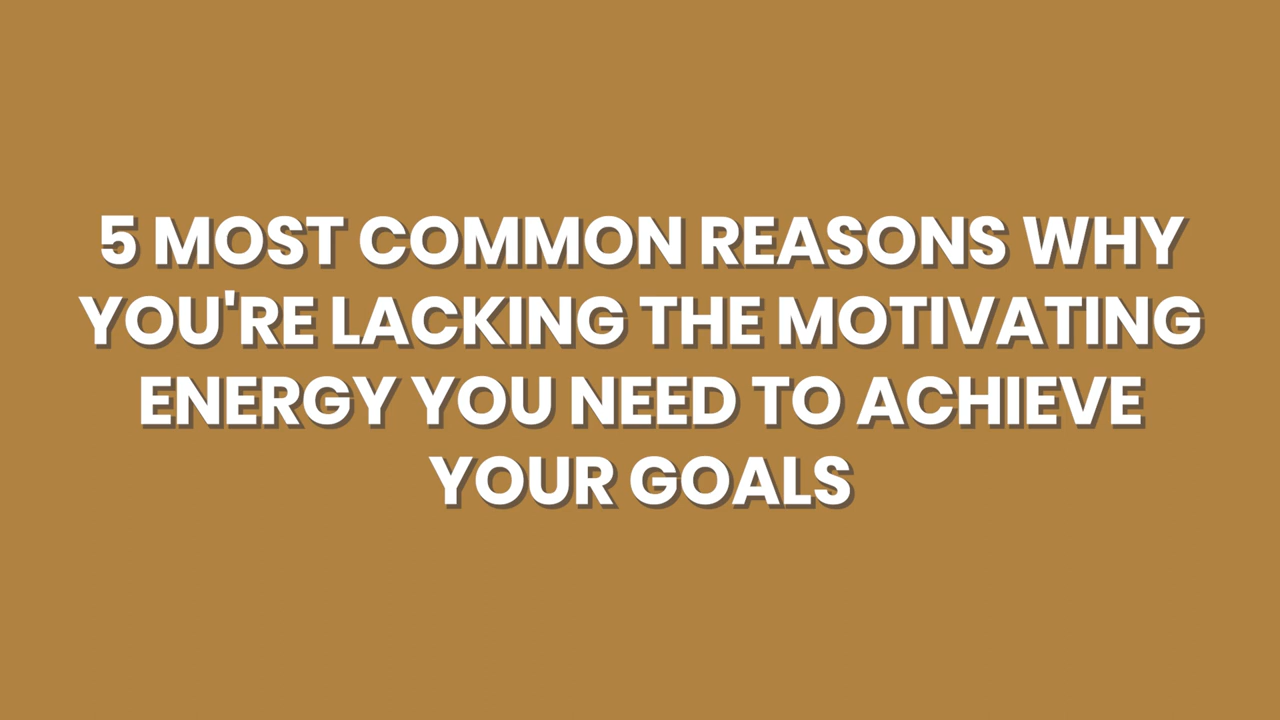 5 MOST COMMON REASONS WHY
YOU'RE LACKING THE MOTIVATING
ENERGY YOU NEED TO ACHIEVE
YOUR GOALS